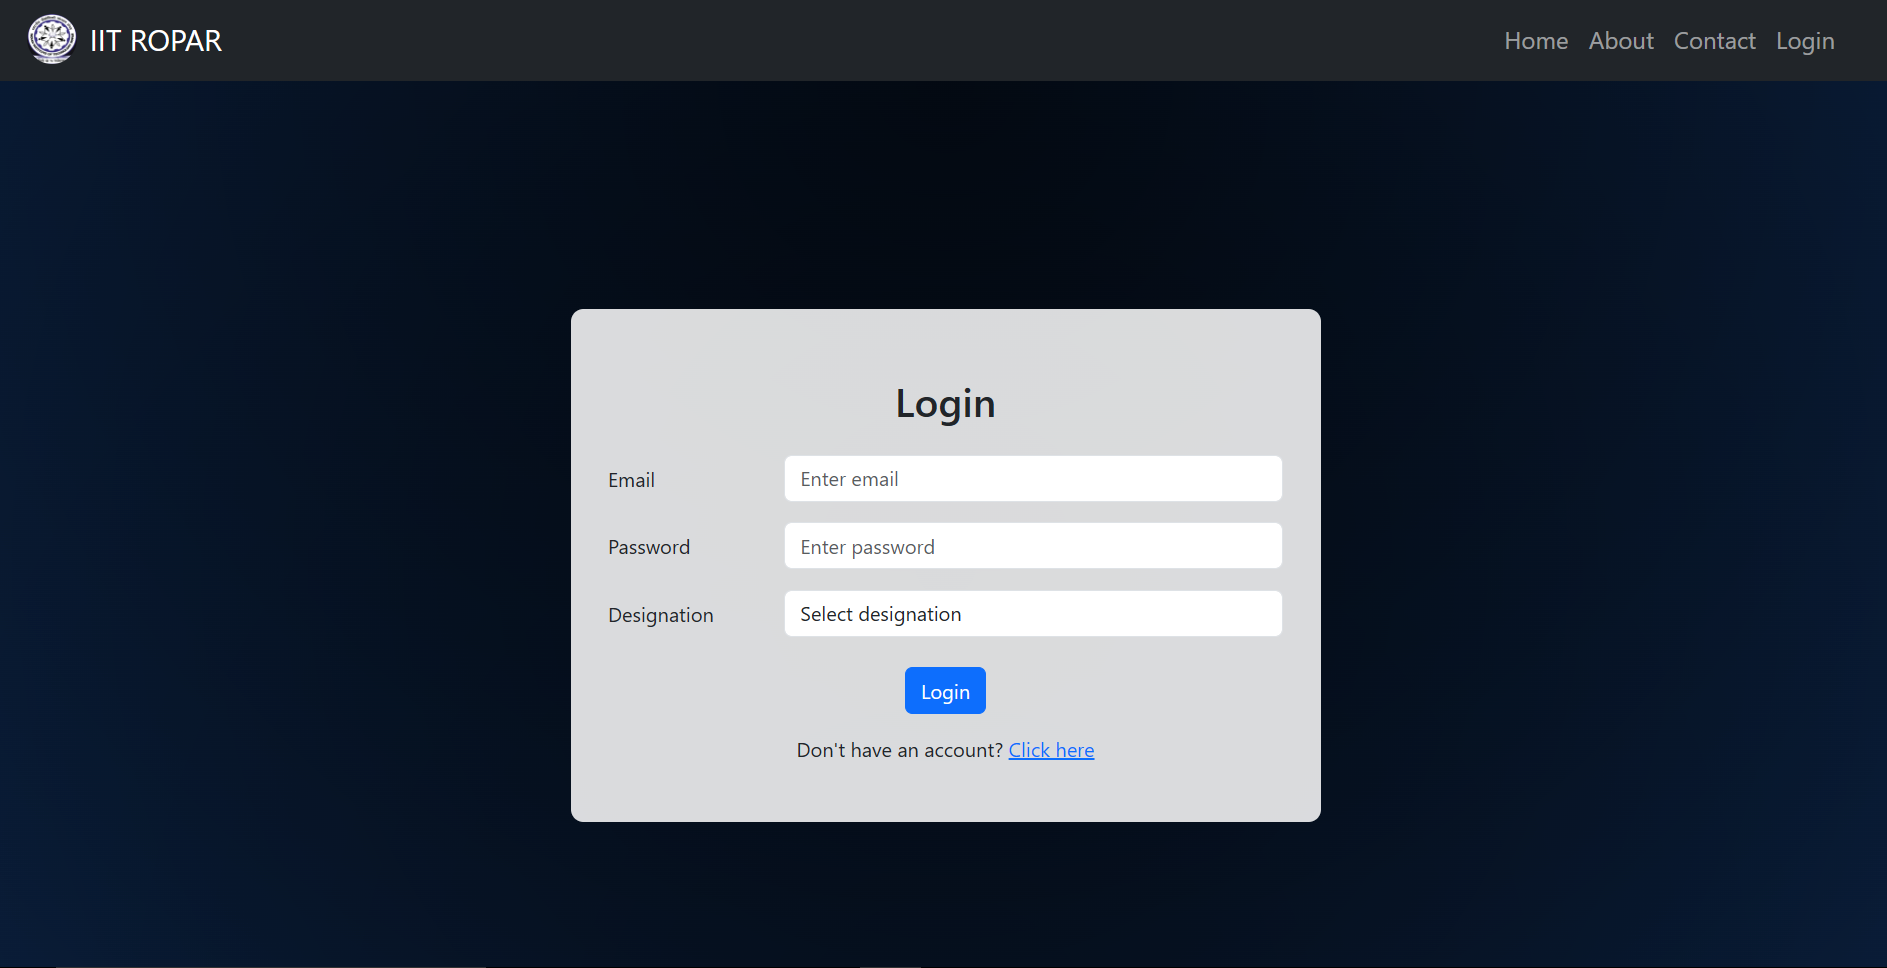 IIT ROPAR
Home About Contact Login
Login
Email Enter email
Password Enter password
Designation Select designation
Login
Don't have an account? Click here